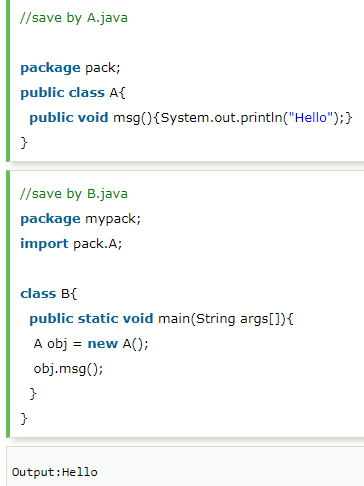 //save by A.java
package pack;
public class A{
public void msg(){System.out.println("Hello");}
}
//save by B.java
package mypack;
import pack.A;
class B{
public static void main(String args[]){
A obj = new A();
obj.msg();
}
}
Output:Hello